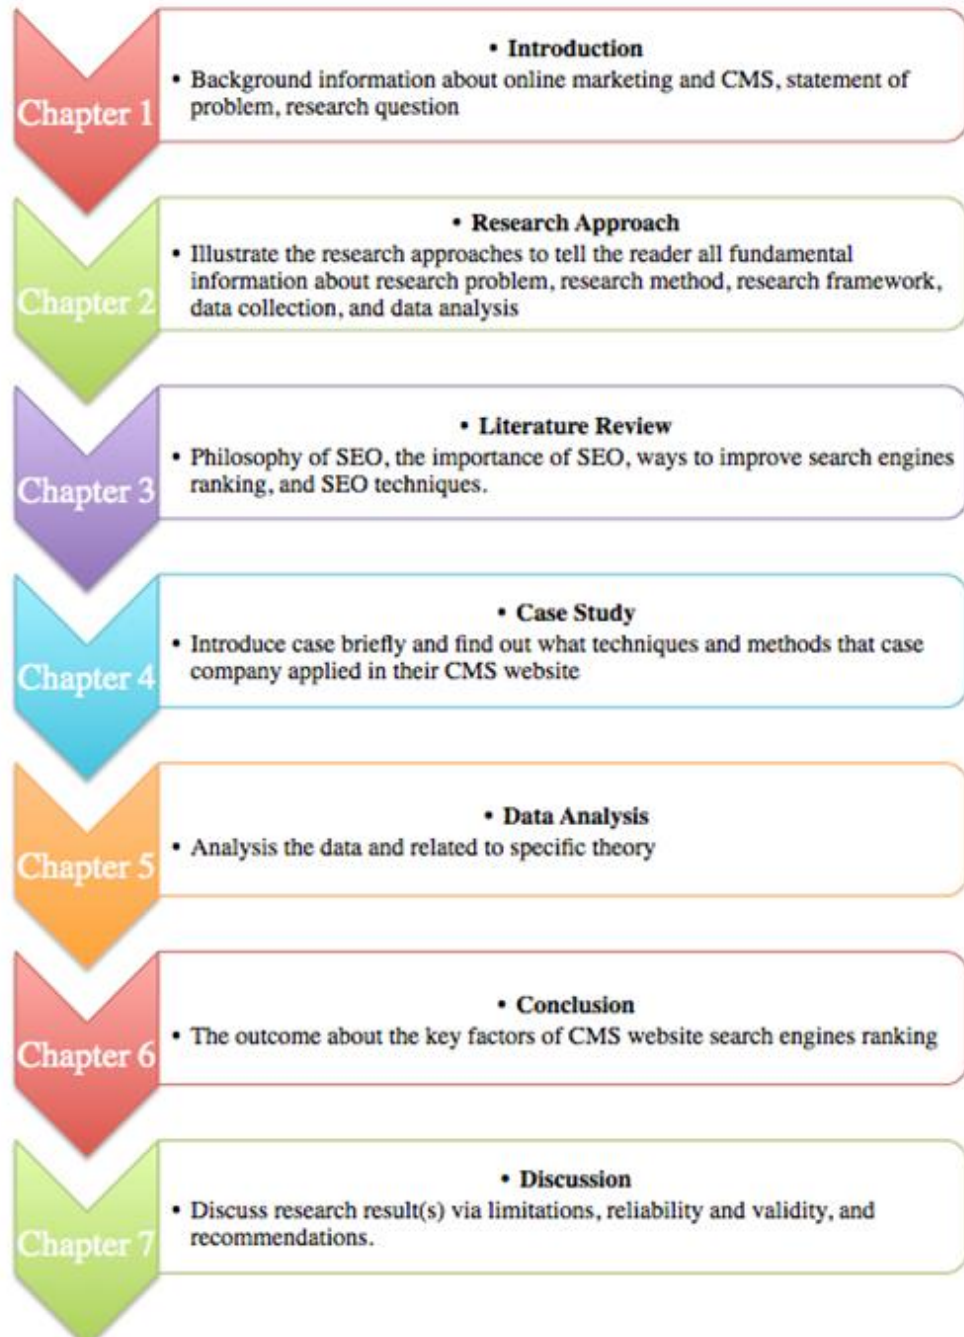 Chapter 1
• Introduction
• Background information about online marketing and CMS, statement of
problem, research question
Chapter 2
• Research Approach
• Illustrate the research approaches to tell the reader all fundamental
information about research problem, research method, research framework,
data collection, and data analysis
Chapter 3
• Literature Review
• Philosophy of SEO, the importance of SEO, ways to improve search engines
ranking, and SEO techniques.
Chapter 4
• Case Study
• Introduce case briefly and find out what techniques and methods that case
company applied in their CMS website
Chapter 5
• Data Analysis
• Analysis the data and related to specific theory
Chapter 6
• Conclusion
• The outcome about the key factors of CMS website search engines ranking
Chapter 7
• Discussion
• Discuss research result(s) via limitations, reliability and validity, and
recommendations.